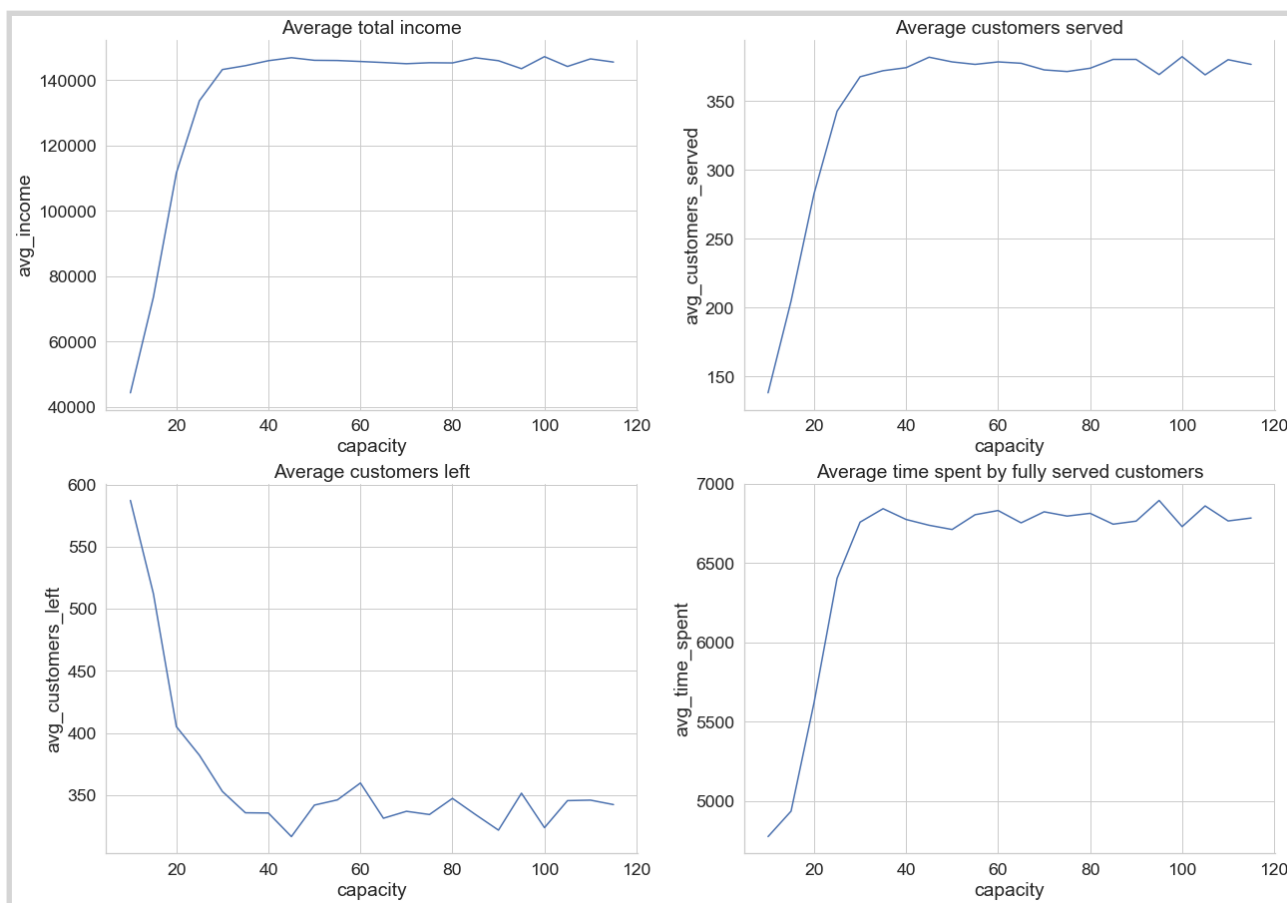 Average total income
140000
120000
100000
80000
60000
40000
avg_income
20 40 60 80 100 120
capacity
Average customers served
350
300
250
200
150
avg_customers_served
20 40 60 80 100 120
capacity
Average customers left
600
550
500
450
400
350
avg_customers_left
20 40 60 80 100 120
capacity
Average time spent by fully served customers
7000
6500
6000
5500
5000
avg_time_spent
20 40 60 80 100 120
capacity